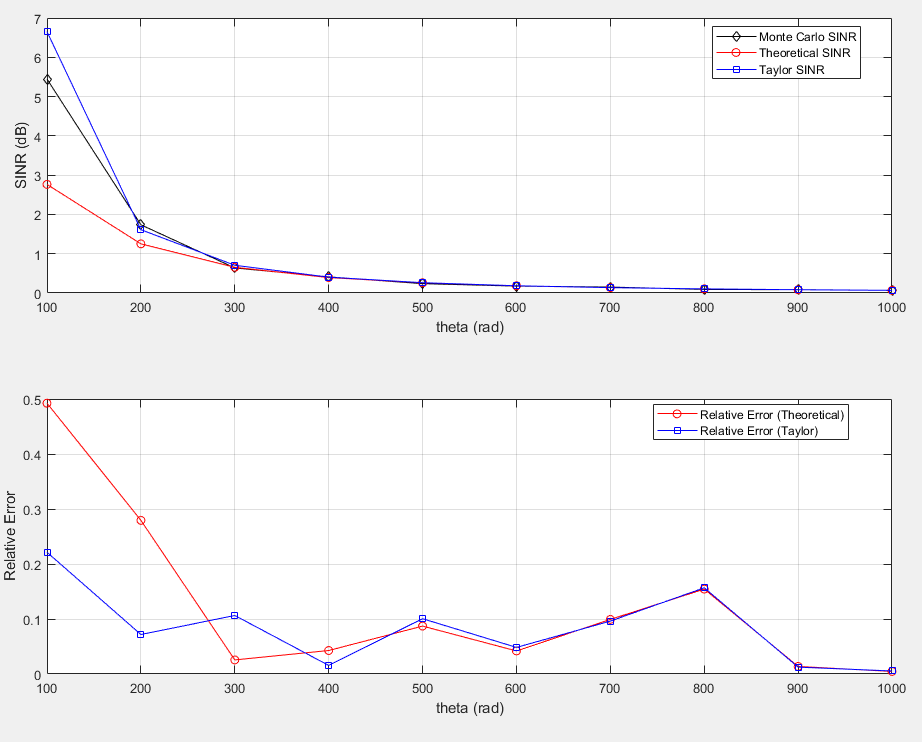 7
6
5
4
3
2
1
0
SINR (dB)
Monte Carlo SINR
Theoretical SINR
Taylor SINR
100 200 300 400 500 600 700 800 900 1000
theta (rad)
0.5
0.4
0.3
0.2
0.1
0
Relative Error
Relative Error (Theoretical)
Relative Error (Taylor)
100 200 300 400 500 600 700 800 900 1000
theta (rad)